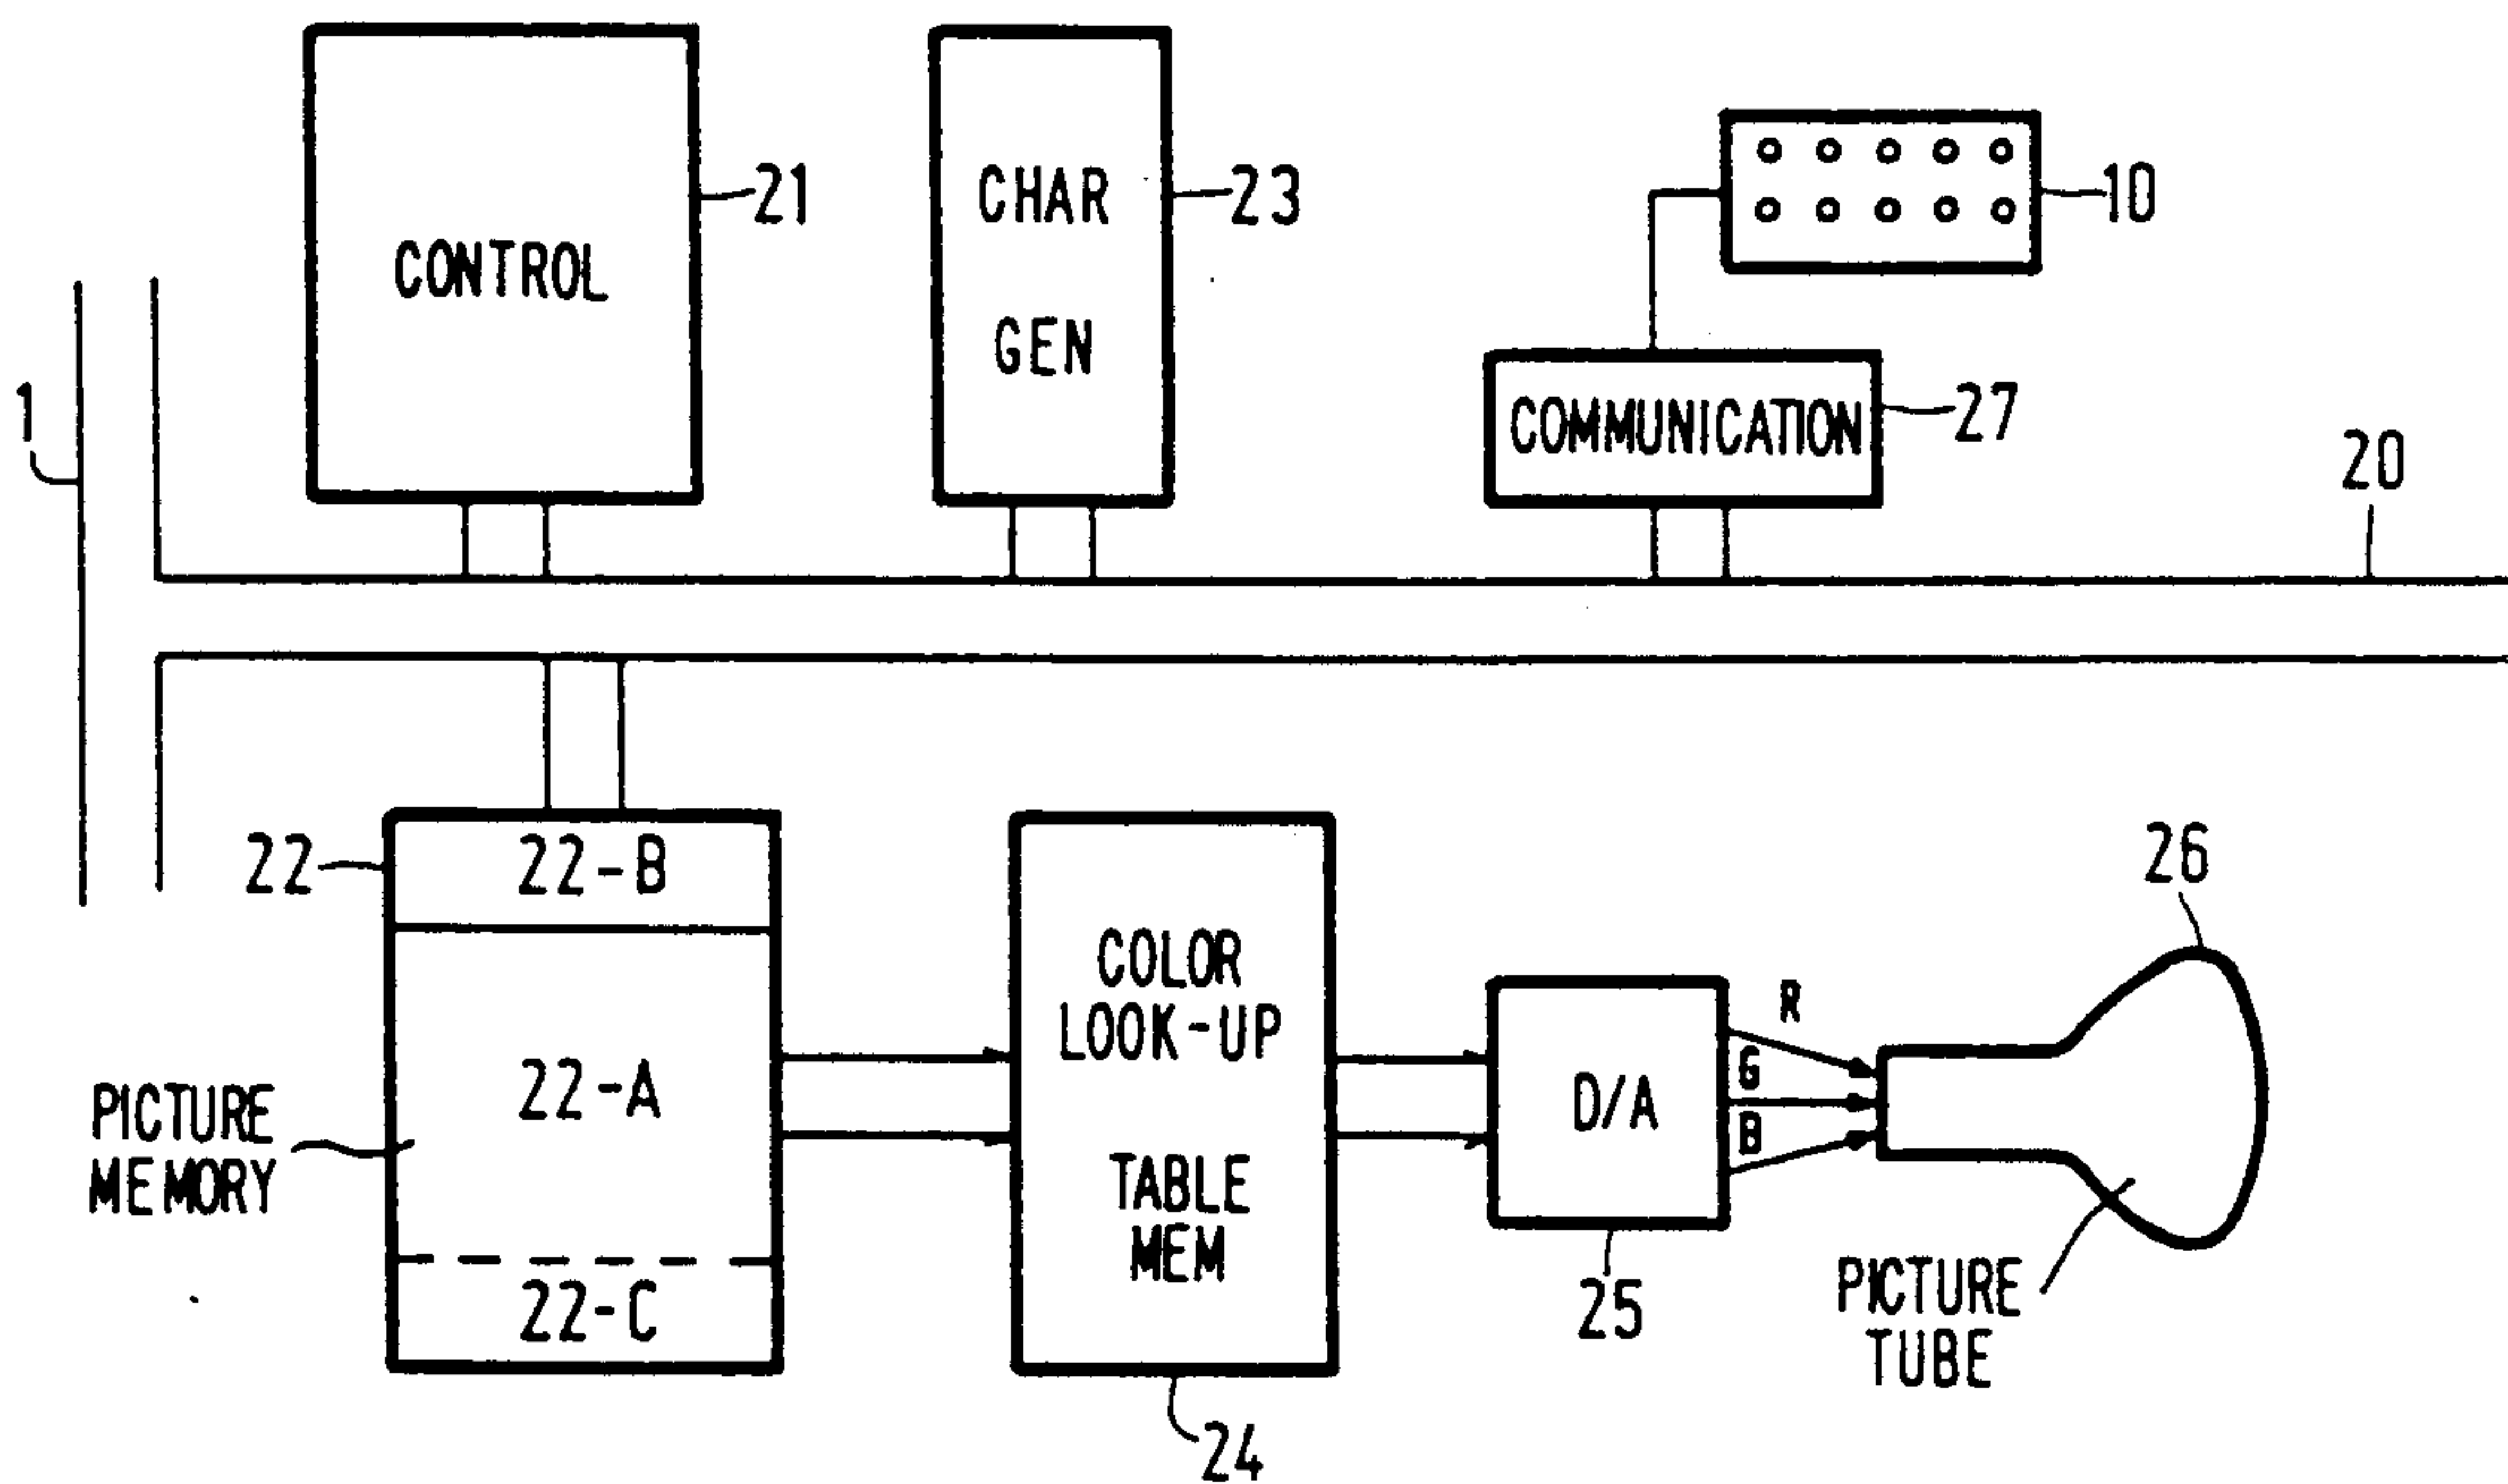 CONTROL
21
CHAR
GEN
23
10
COMMUNICATION
27
1
20
22
22-B
22-A
22-C
PICTURE
MEMORY
COLOR
LOOK-UP
TABLE
MEM
24
D/A
25
R
G
B
26
PICTURE
TUBE